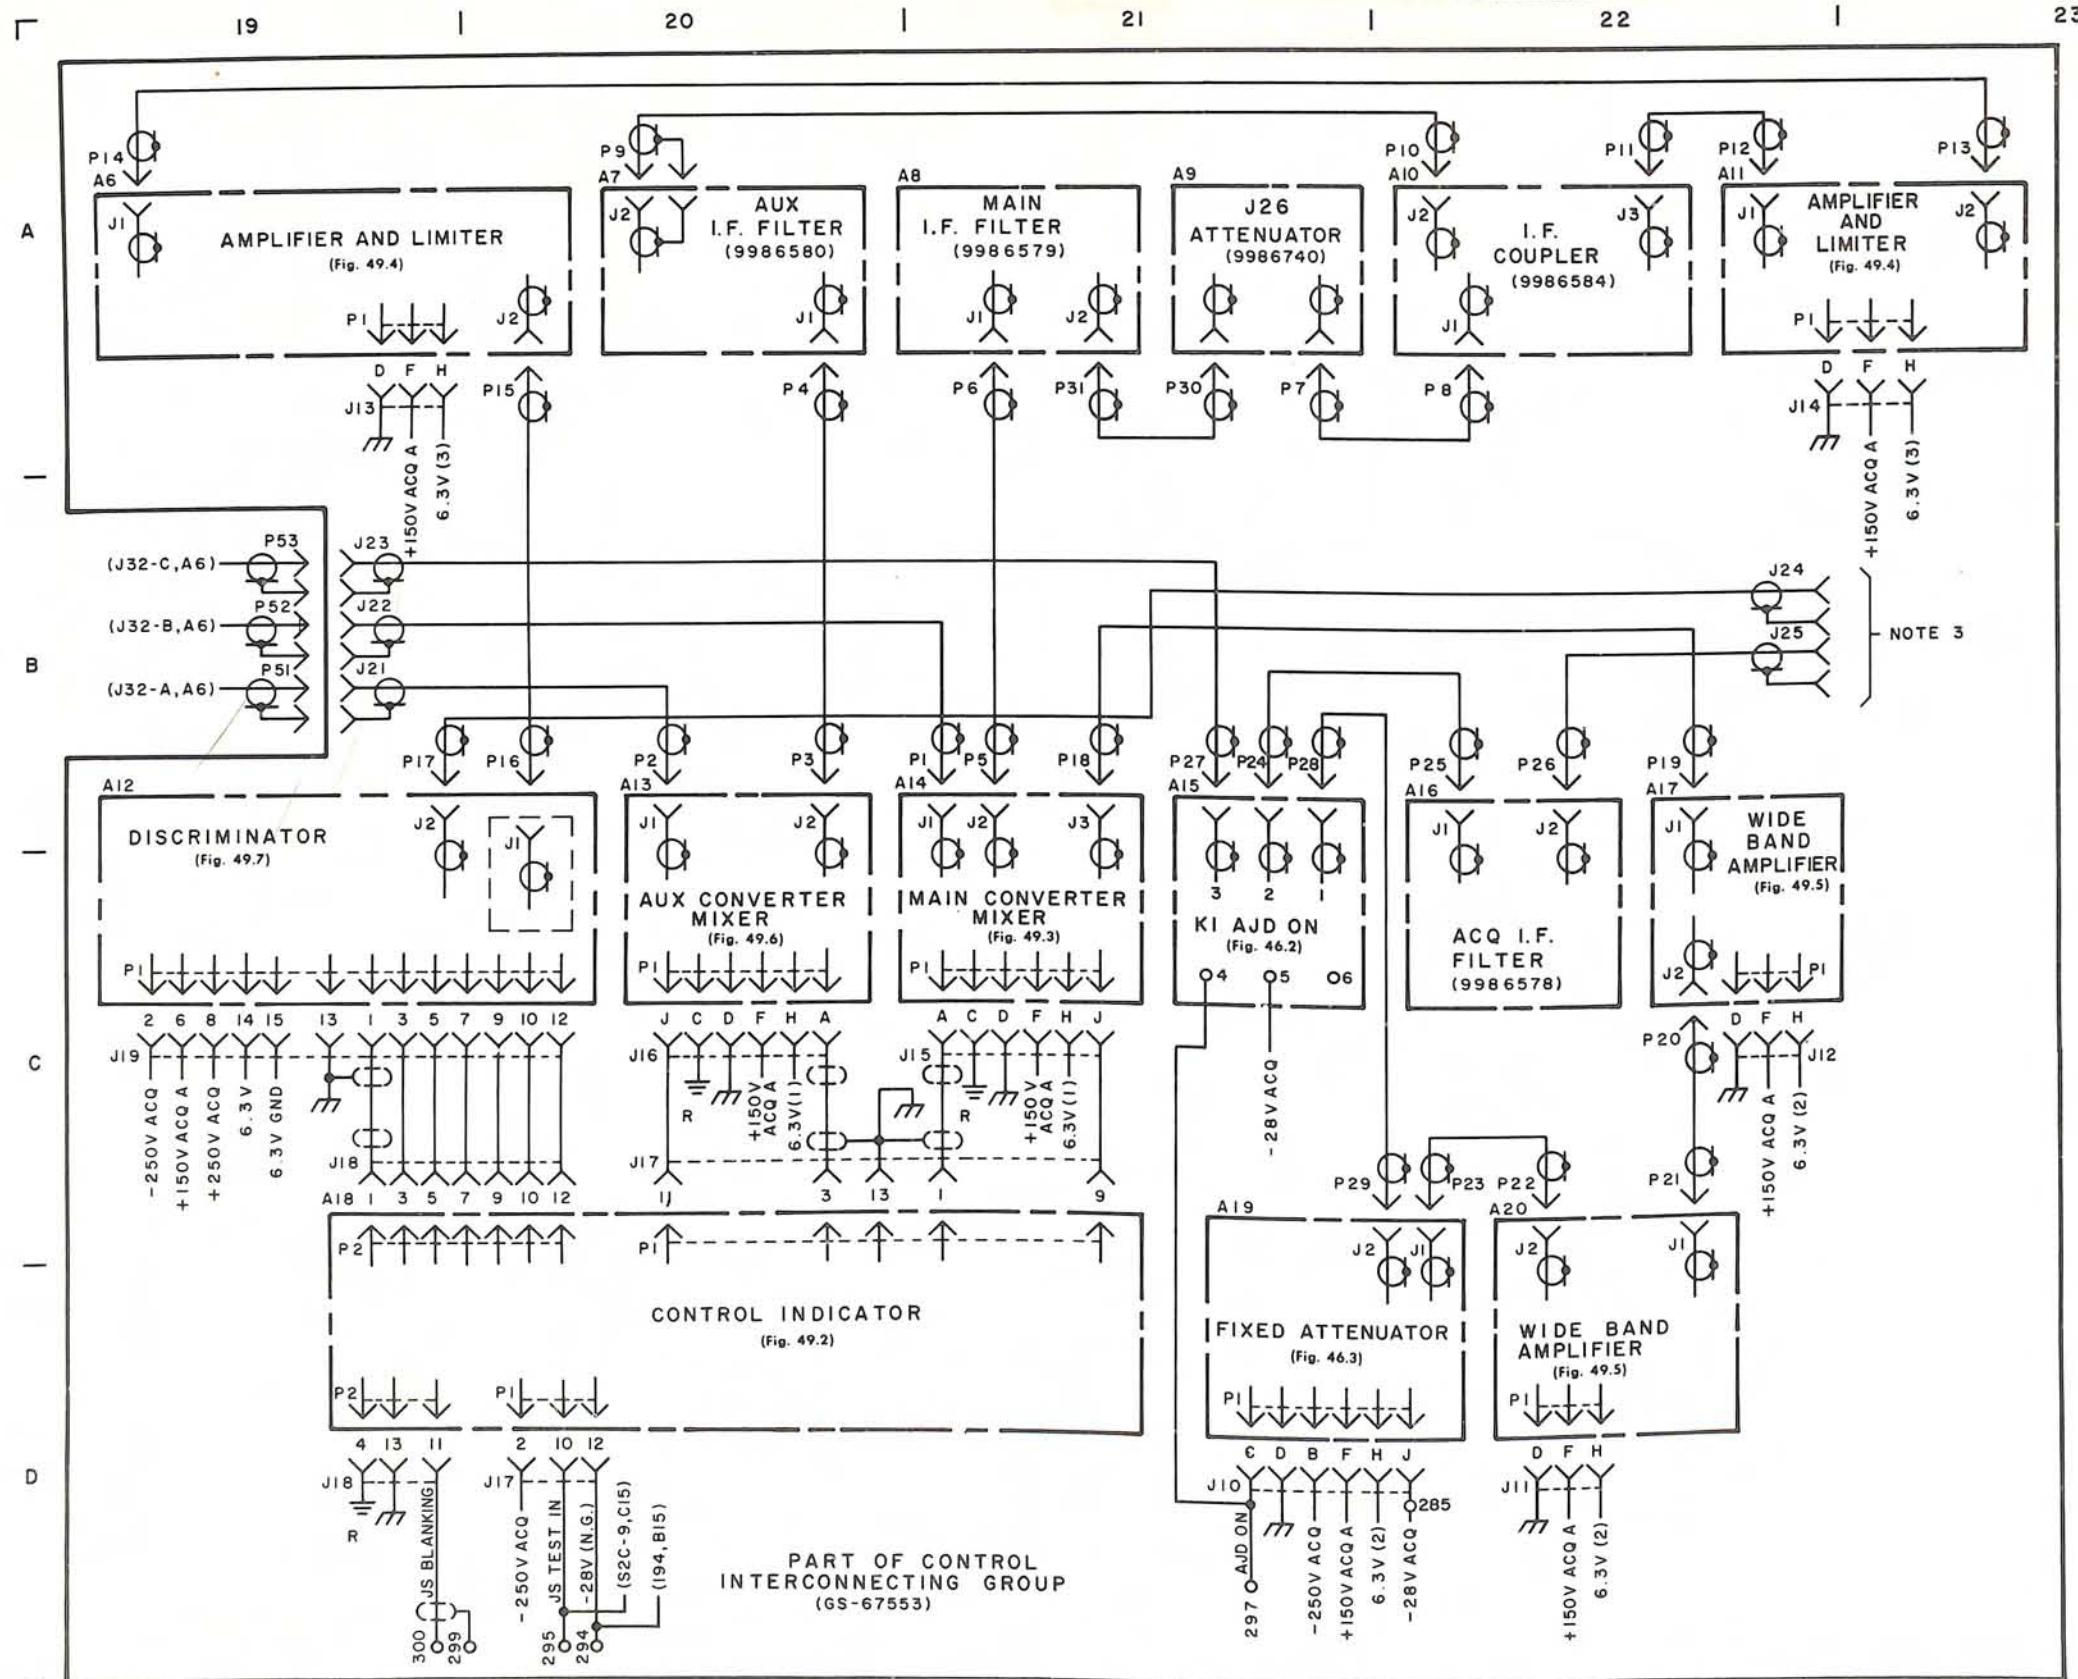 19 20 21 22 23
A
B
C
D
P14
A6
J1
AMPLIFIER AND LIMITER
(Fig. 49.4)
P1
J2
D F H
J13
+150V ACQ A
6.3V (3)
P15
P9
A7
J2
AUX
I.F. FILTER
(9986580)
J1
P4
A8
MAIN
I.F. FILTER
(9986579)
J1
J2
P6
P31
A9
J26
ATTENUATOR
(9986740)
P30
P7
P10
A10
J2
J3
I.F.
COUPLER
(9986584)
J1
P8
P11
P12
A11
J1
AMPLIFIER
AND
LIMITER
(Fig. 49.4)
J2
P13
P1
D F H
J14
+150V ACQ A
6.3V (3)
(J32-C,A6)
P53
J23
(J32-B,A6)
P52
J22
(J32-A,A6)
P51
J21
J24
J25
NOTE 3
P17
P16
A12
DISCRIMINATOR
(Fig. 49.7)
J2
J1
P1
2 6 8 14 15 13 1 3 5 7 9 10 12
J19
-250V ACQ
+150V ACQ A
+250V ACQ
6.3V
6.3V GND
J18
A18 1 3 5 7 9 10 12
P2
P3
A13
J1
J2
AUX CONVERTER
MIXER
(Fig. 49.6)
P1
J C D F H A
J16
R
+150V
ACQ A
6.3V(1)
J17
11 3 13 1 9
P1
P5
P18
A14
J1
J2
J3
MAIN CONVERTER
MIXER
(Fig. 49.3)
P1
A C D F H J
J15
R
+150V
ACQ A
6.3V(1)
P27
P24
P28
A15
3 2 1
K1 AJD ON
(Fig. 46.2)
4 5 6
-28V ACQ
P25
P26
A16
J1
J2
ACQ I.F.
FILTER
(9986578)
P19
A17
J1
WIDE
BAND
AMPLIFIER
(Fig. 49.5)
J2
P1
D F H
P20
J12
+150V ACQ A
6.3V (2)
P21
P2
P1
CONTROL INDICATOR
(Fig. 49.2)
P2
P1
4 13 11
2 10 12
J18
R
JS BLANKING
300
299
J17
-250V ACQ
JS TEST IN
-28V (N.G.)
(S2C-9,C15)
(194,B15)
295
294
PART OF CONTROL
INTERCONNECTING GROUP
(GS-67553)
P29
P23
P22
A19
J2
J1
FIXED ATTENUATOR
(Fig. 46.3)
P1
C D B F H J
J10
285
AJD ON
297
-250V ACQ
+150V ACQ A
6.3V (2)
-28V ACQ
A20
J2
J1
WIDE BAND
AMPLIFIER
(Fig. 49.5)
P1
D F H
J11
+150V ACQ A
6.3V (2)